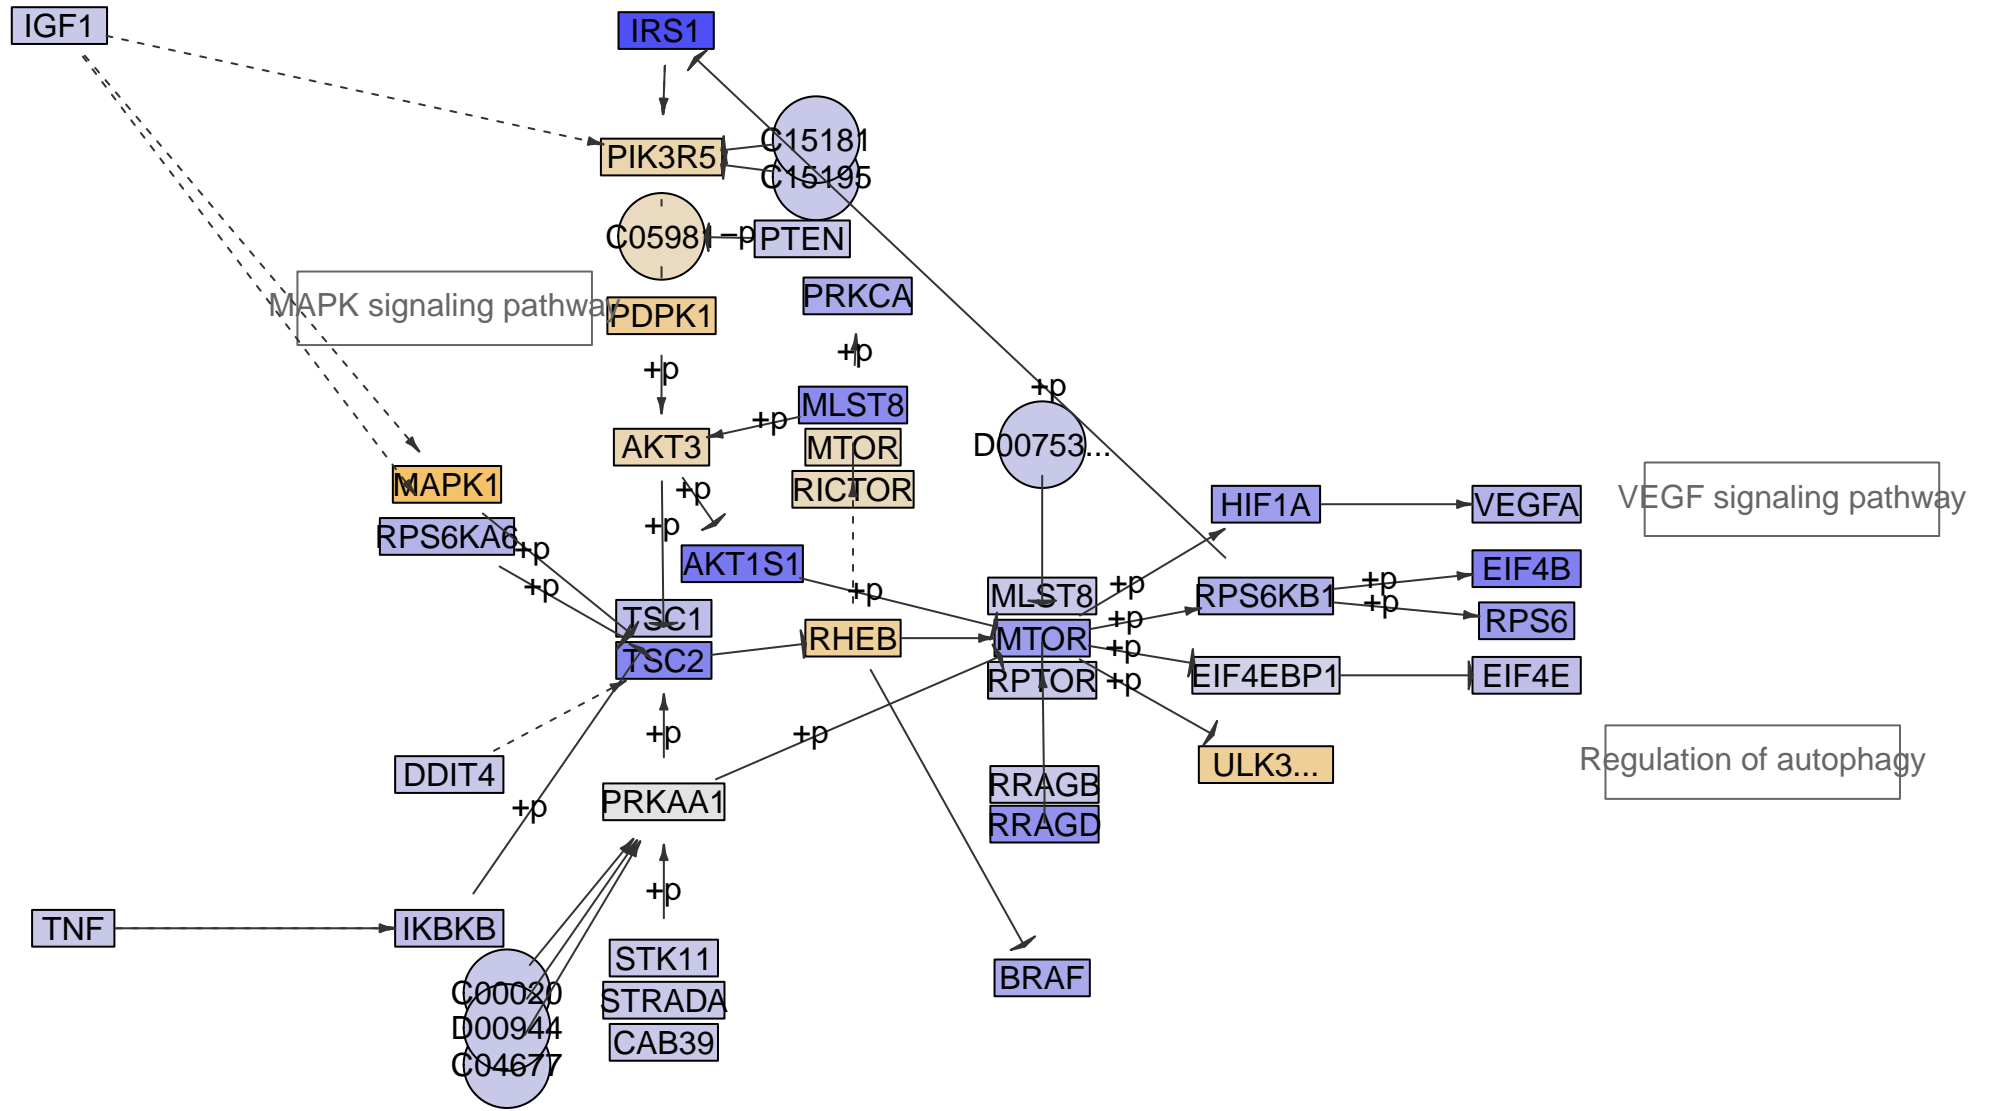 IGF1
IRS1
PIK3R5
C15181
C15195
C05981
−p
PTEN
MAPK signaling pathway
PDPK1
PRKCA
+p
+p
+p
MLST8
+p
AKT3
MTOR
D00753...
MAPK1
RICTOR
+p
HIF1A
VEGFA
VEGF signaling pathway
RPS6KA6
+p
+p
AKT1S1
EIF4B
+p
+p
+p
+p
MLST8
RPS6KB1
+p
TSC1
+p
RPS6
RHEB
MTOR
+p
TSC2
RPTOR
+p
EIF4EBP1
EIF4E
+p
+p
DDIT4
ULK3...
Regulation of autophagy
PRKAA1
RRAGB
+p
RRAGD
+p
TNF
IKBKB
STK11
BRAF
C00020
STRADA
D00944
CAB39
C04677